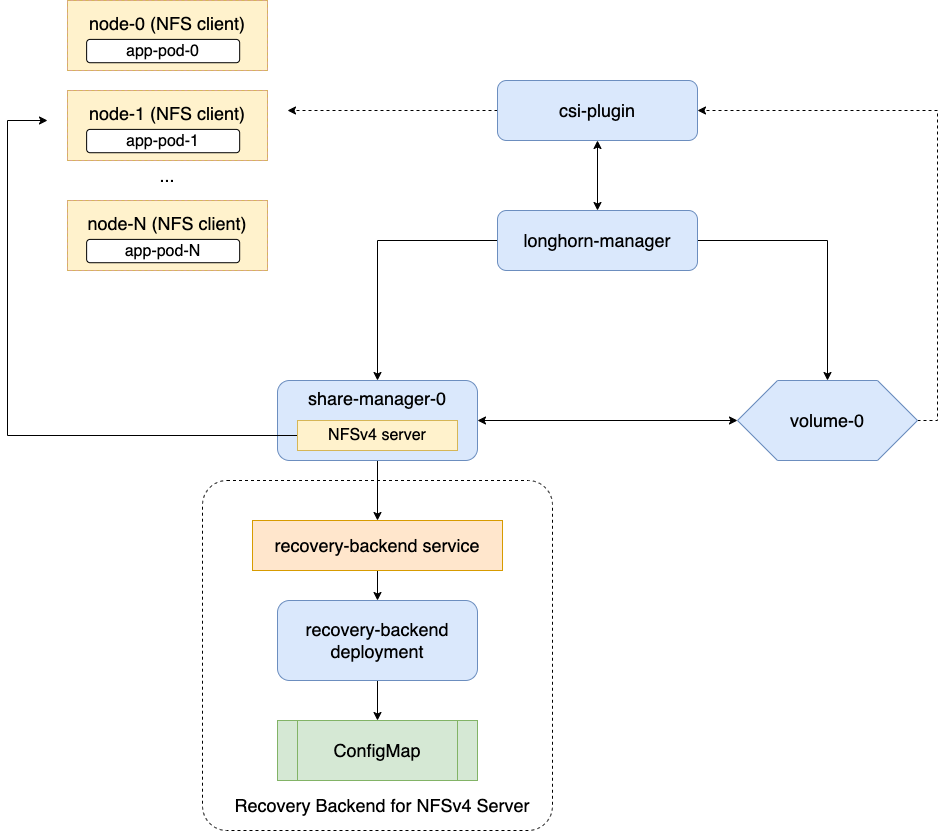 node-0 (NFS client)
app-pod-0
node-1 (NFS client)
app-pod-1
...
node-N (NFS client)
app-pod-N
csi-plugin
longhorn-manager
share-manager-0
NFSv4 server
volume-0
recovery-backend service
recovery-backend
deployment
ConfigMap
Recovery Backend for NFSv4 Server